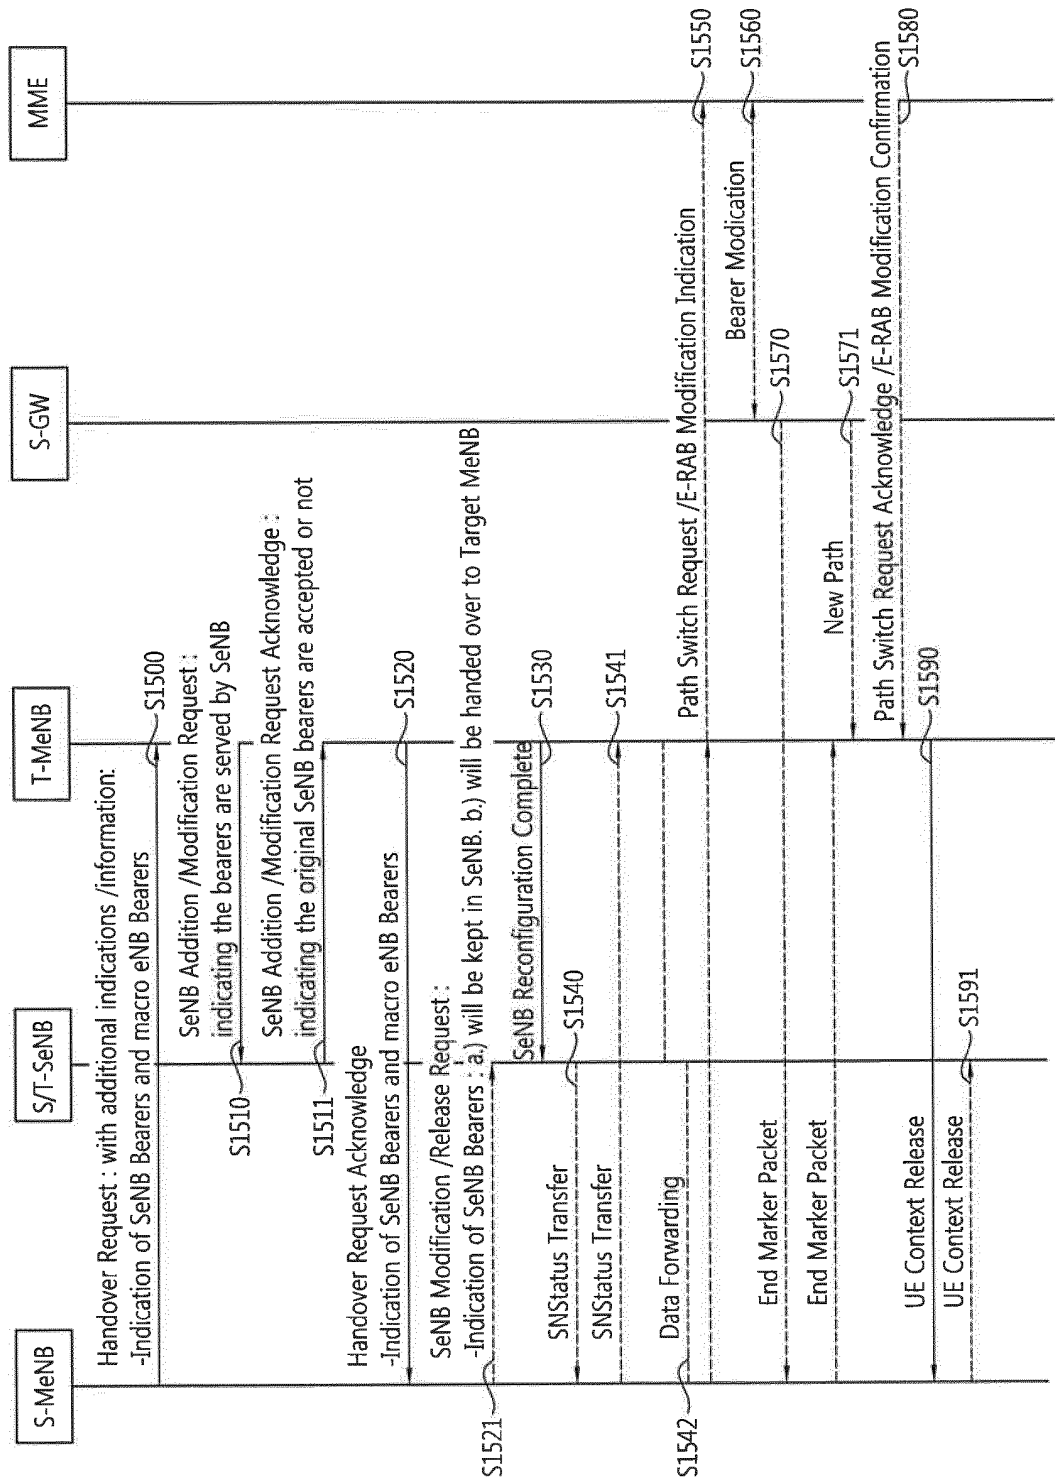 S-MeNB
S/T-SeNB
T-MeNB
S-GW
MME
Handover Request : with additional indications /information:
-Indication of SeNB Bearers and macro eNB Bearers
S1500
SeNB Addition /Modification Request :
indicating the bearers are served by SeNB
S1510
SeNB Addition /Modification Request Acknowledge :
indicating the original SeNB bearers are accepted or not
S1511
Handover Request Acknowledge
-Indication of SeNB Bearers and macro eNB Bearers
S1520
SeNB Modification /Release Request :
-Indication of SeNB Bearers : a.) will be kept in SeNB. b.) will be handed over to Target MeNB
S1521
SeNB Reconfiguration Complete
S1530
SNStatus Transfer
S1540
SNStatus Transfer
S1541
Data Forwarding
S1542
Path Switch Request /E-RAB Modification Indication
S1550
Bearer Modication
S1560
End Marker Packet
S1570
End Marker Packet
New Path
S1571
Path Switch Request Acknowledge /E-RAB Modification Confirmation
S1580
UE Context Release
S1590
UE Context Release
S1591